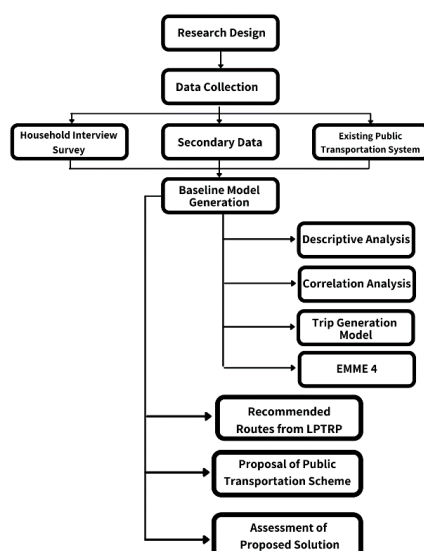 Research Design
Data Collection
Household Interview
Survey
Secondary Data
Existing Public
Transportation System
Baseline Model
Generation
Descriptive Analysis
Correlation Analysis
Trip Generation
Model
EMME 4
Recommended
Routes from LPTRP
Proposal of Public
Transportation Scheme
Assessment of
Proposed Solution